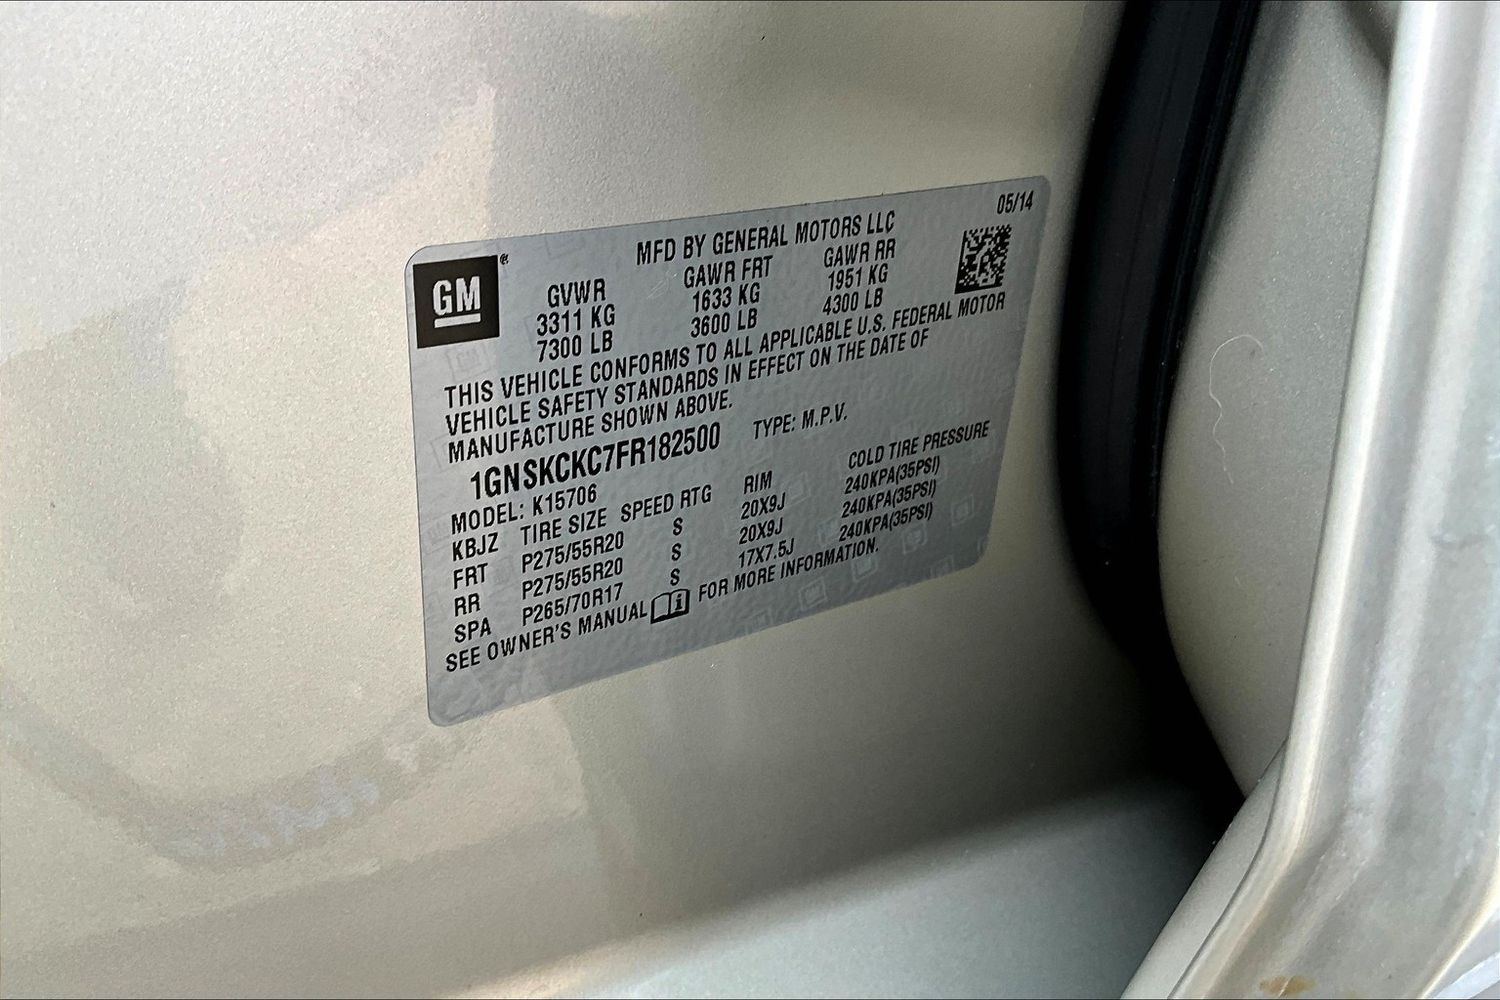 05/14
MFD BY GENERAL MOTORS LLC
GM®
GVWR GAWR FRT GAWR RR
3311 KG 1633 KG 1951 KG
7300 LB 3600 LB 4300 LB
THIS VEHICLE CONFORMS TO ALL APPLICABLE U.S. FEDERAL MOTOR
VEHICLE SAFETY STANDARDS IN EFFECT ON THE DATE OF
MANUFACTURE SHOWN ABOVE.
1GNSKCKC7FR182500 TYPE: M.P.V.
MODEL: K15706
KBJZ TIRE SIZE SPEED RTG RIM COLD TIRE PRESSURE
FRT P275/55R20 S 20X9J 240KPA(35PSI)
RR P275/55R20 S 20X9J 240KPA(35PSI)
SPA P265/70R17 S 17X7.5J 240KPA(35PSI)
SEE OWNER'S MANUAL FOR MORE INFORMATION.